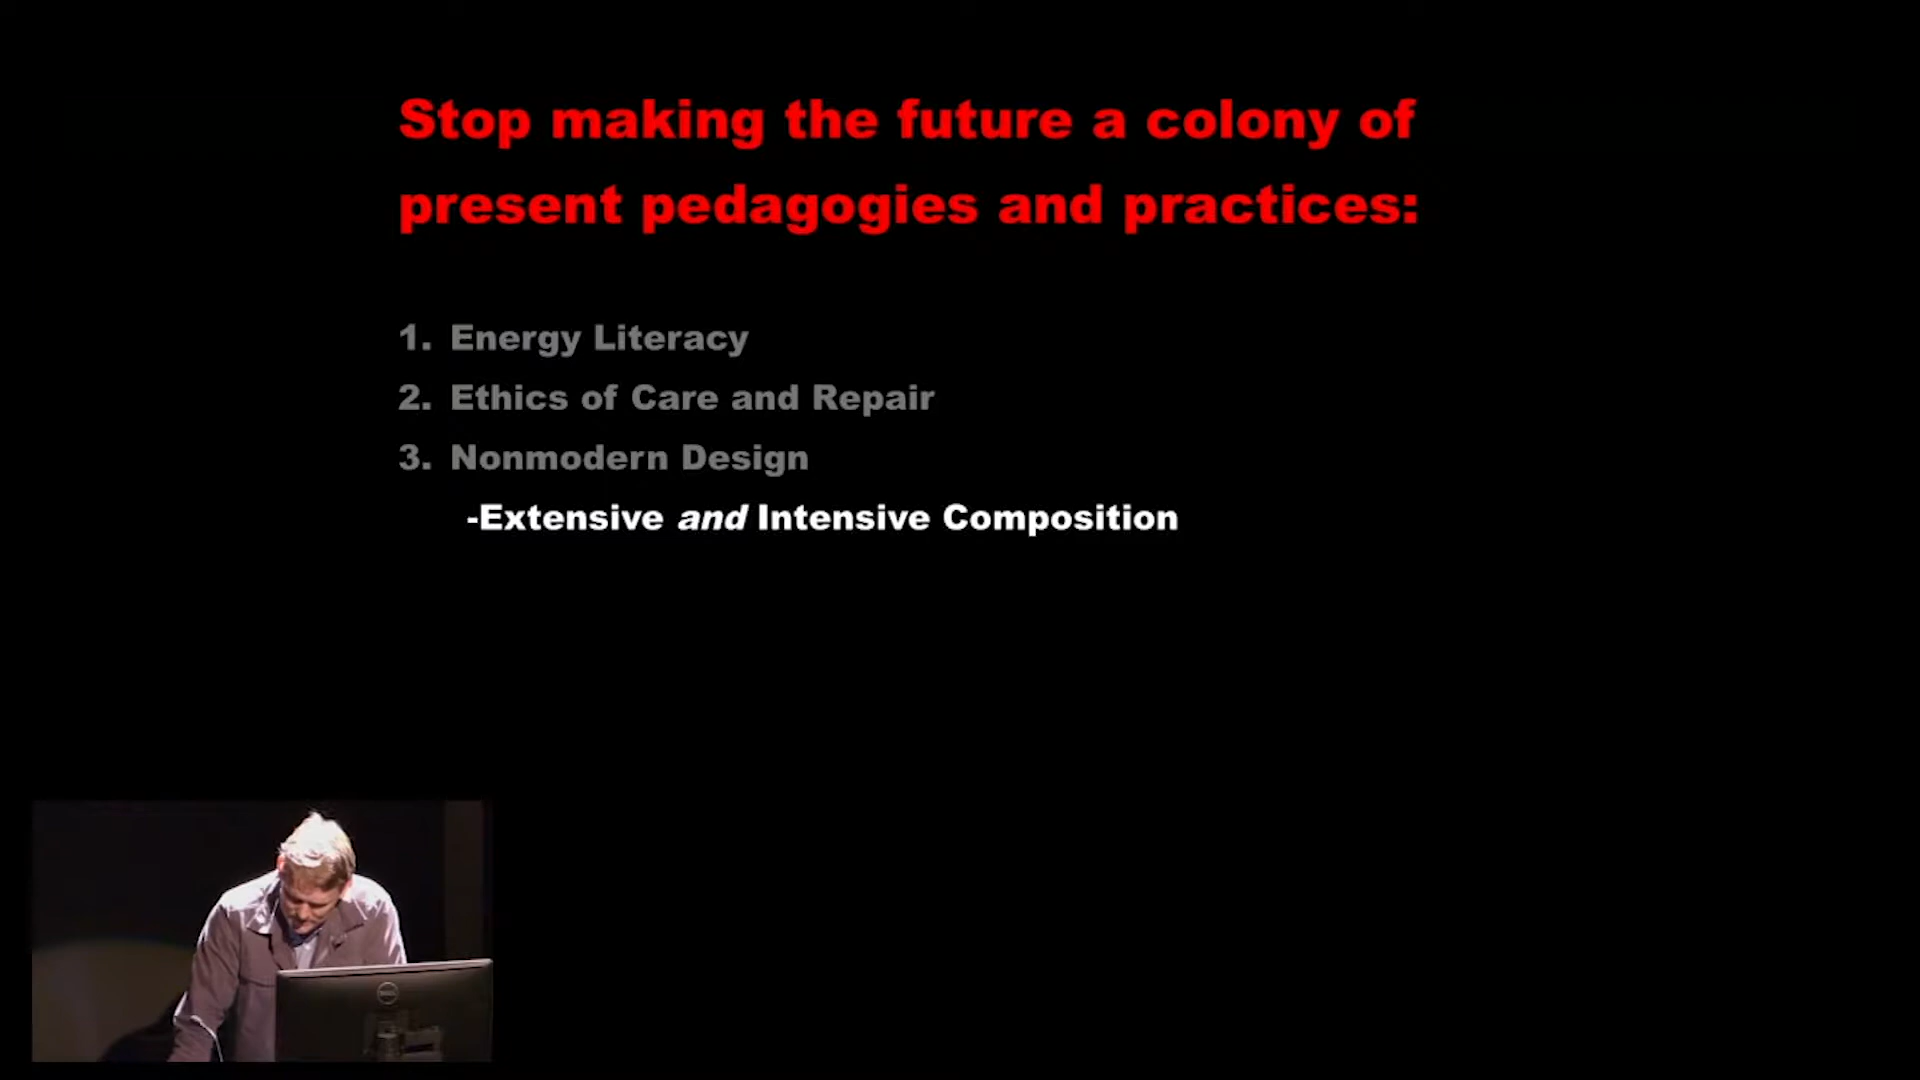 Stop making the future a colony of
present pedagogies and practices:
1. Energy Literacy
2. Ethics of Care and Repair
3. Nonmodern Design
-Extensive and Intensive Composition
DELL